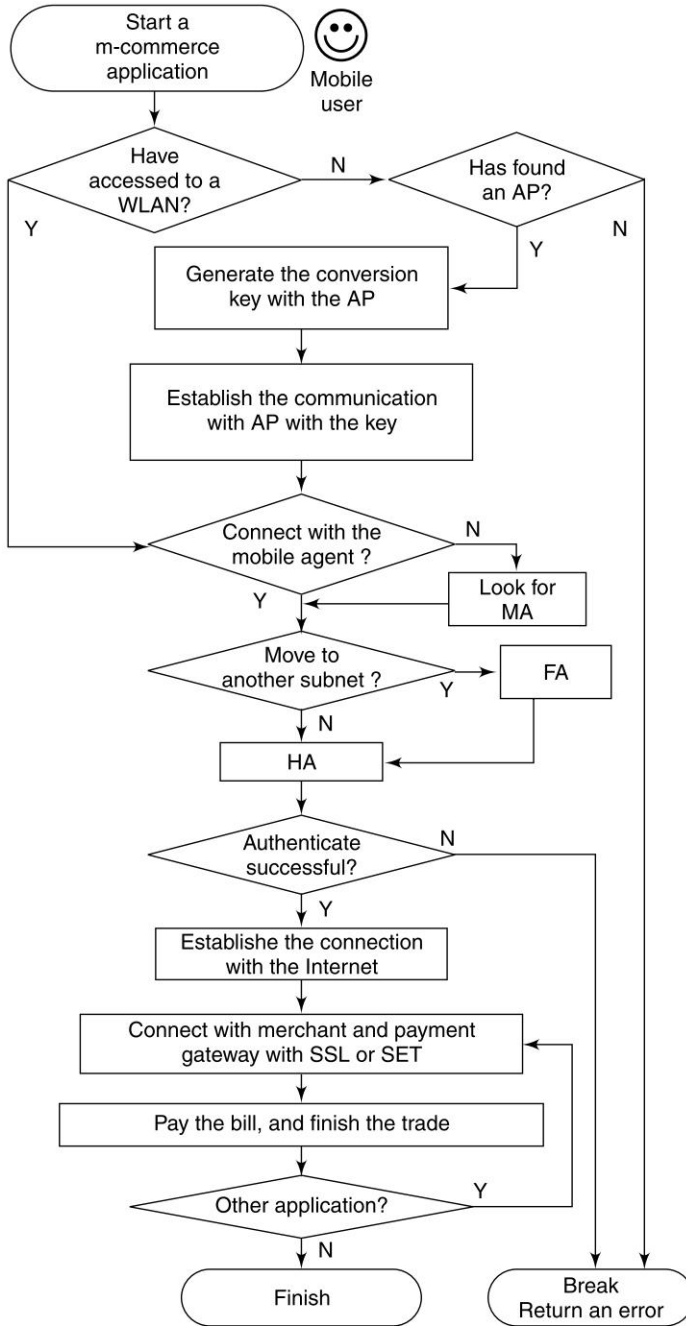 Start a
m-commerce
application
Mobile
user
Have
accessed to a
WLAN?
N
Has found
an AP?
Y
N
Y
Generate the conversion
key with the AP
Establish the communication
with AP with the key
Connect with the
mobile agent ?
N
Look for
MA
Y
Move to
another subnet ?
Y
FA
N
HA
Authenticate
successful?
N
Y
Establishe the connection
with the Internet
Connect with merchant and payment
gateway with SSL or SET
Pay the bill, and finish the trade
Other application?
Y
N
Finish
Break
Return an error